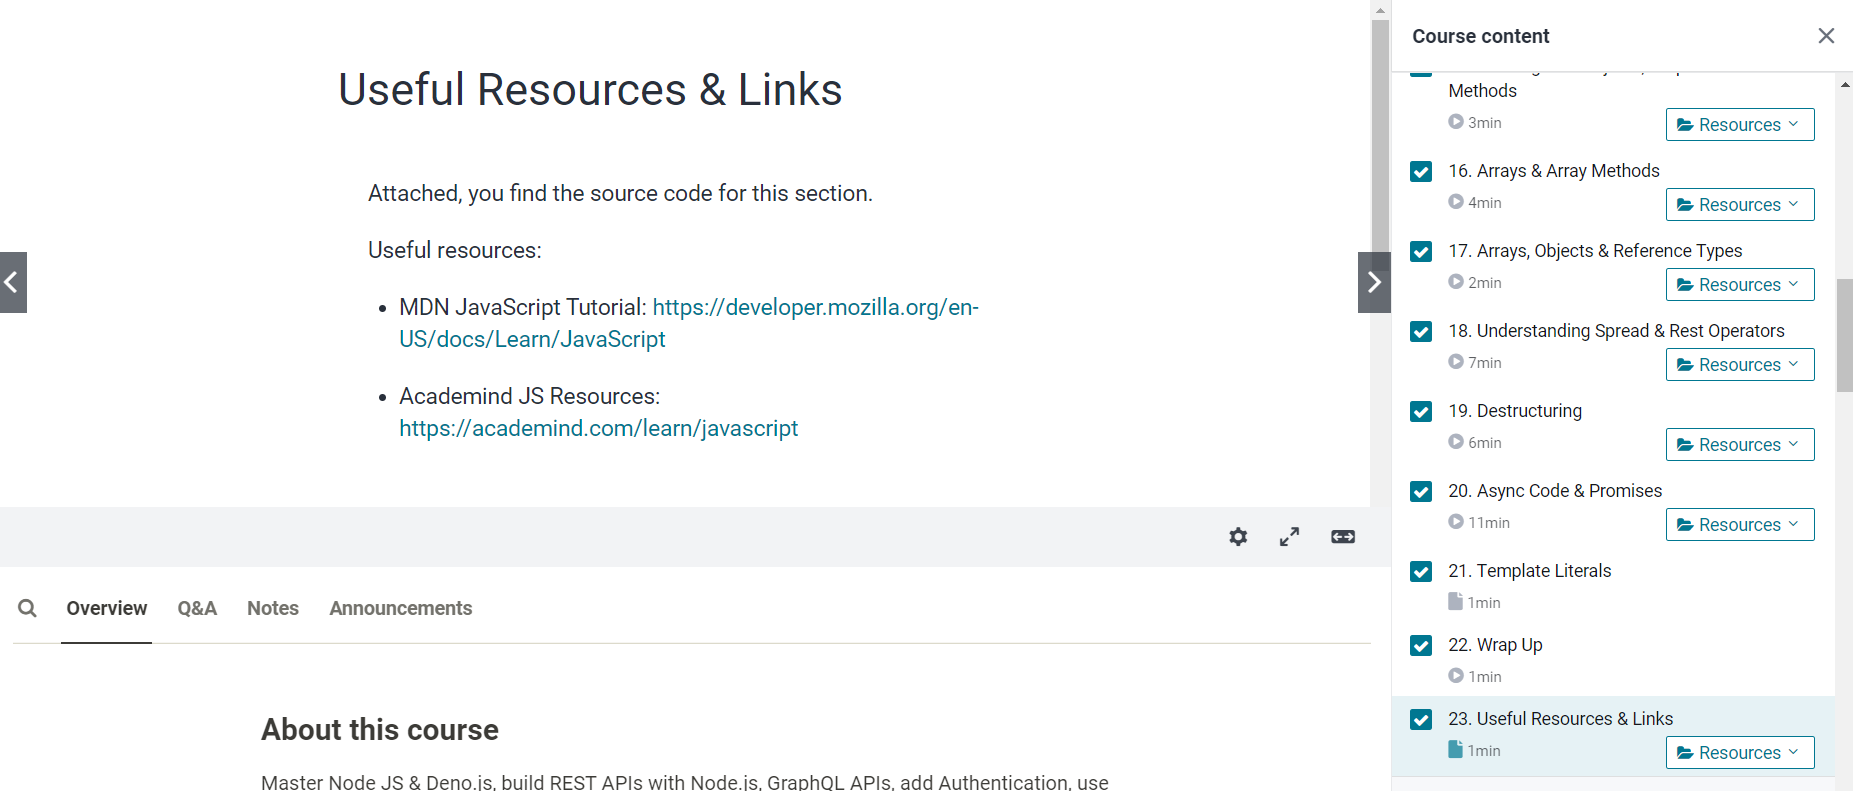 Useful Resources & Links
Attached, you find the source code for this section.
Useful resources:
MDN JavaScript Tutorial: https://developer.mozilla.org/en-
US/docs/Learn/JavaScript
Academind JS Resources:
https://academind.com/learn/javascript
Overview Q&A Notes Announcements
About this course
Master Node JS & Deno.js, build REST APIs with Node.js, GraphQL APIs, add Authentication, use
Course content
Methods
3min
Resources
16. Arrays & Array Methods
4min
Resources
17. Arrays, Objects & Reference Types
2min
Resources
18. Understanding Spread & Rest Operators
7min
Resources
19. Destructuring
6min
Resources
20. Async Code & Promises
11min
Resources
21. Template Literals
1min
22. Wrap Up
1min
23. Useful Resources & Links
1min
Resources